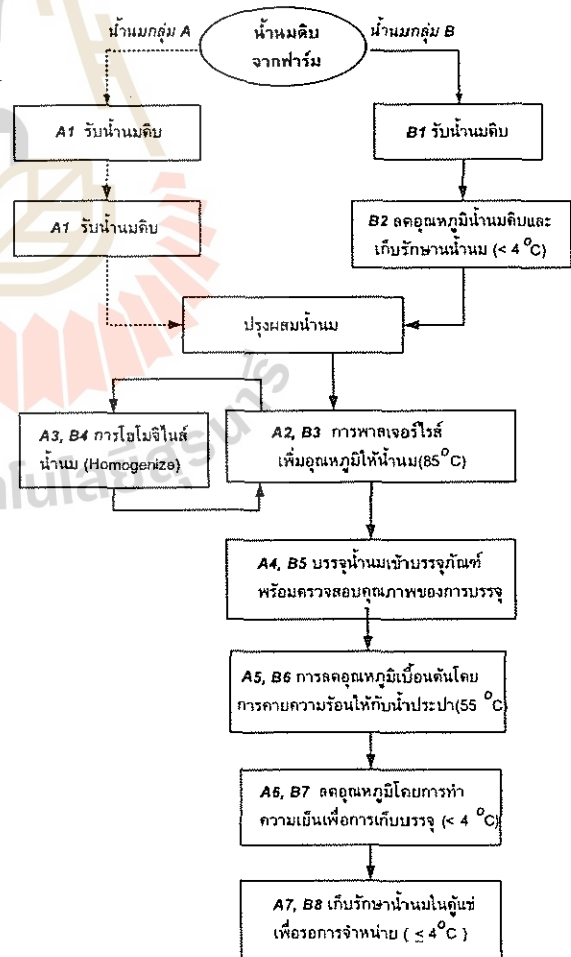 น้ำนมกลุ่ม A
น้ำนมดิบ
จากฟาร์ม
น้ำนมกลุ่ม B
A1 รับน้ำนมดิบ
B1 รับน้ำนมดิบ
A1 รับน้ำนมดิบ
B2 ลดอุณหภูมิน้ำนมดิบและ
เก็บรักษานน้ำนม (< 4 °C)
ปรุงผสมน้ำนม
A3, B4 การโฮโมจิไนส์
น้ำนม (Homogenize)
A2, B3 การพาสเจอร์ไรส์
เพิ่มอุณหภูมิให้น้ำนม(85°C)
A4, B5 บรรจุน้ำนมเข้าบรรจุภัณฑ์
พร้อมตรวจสอบคุณภาพของการบรรจุ
A5, B6 การลดอุณหภูมิเบื้อนต้นโดย
การคายความร้อนให้กับน้ำประปา(55 °C)
A6, B7 ลดอุณหภูมิโดยการทำ
ความเย็นเพื่อการเก็บบรรจุ (< 4 °C)
A7, B8 เก็บรักษาน้ำนมในตู้แช่
เพื่อรอการจำหน่าย ( ≤ 4°C )